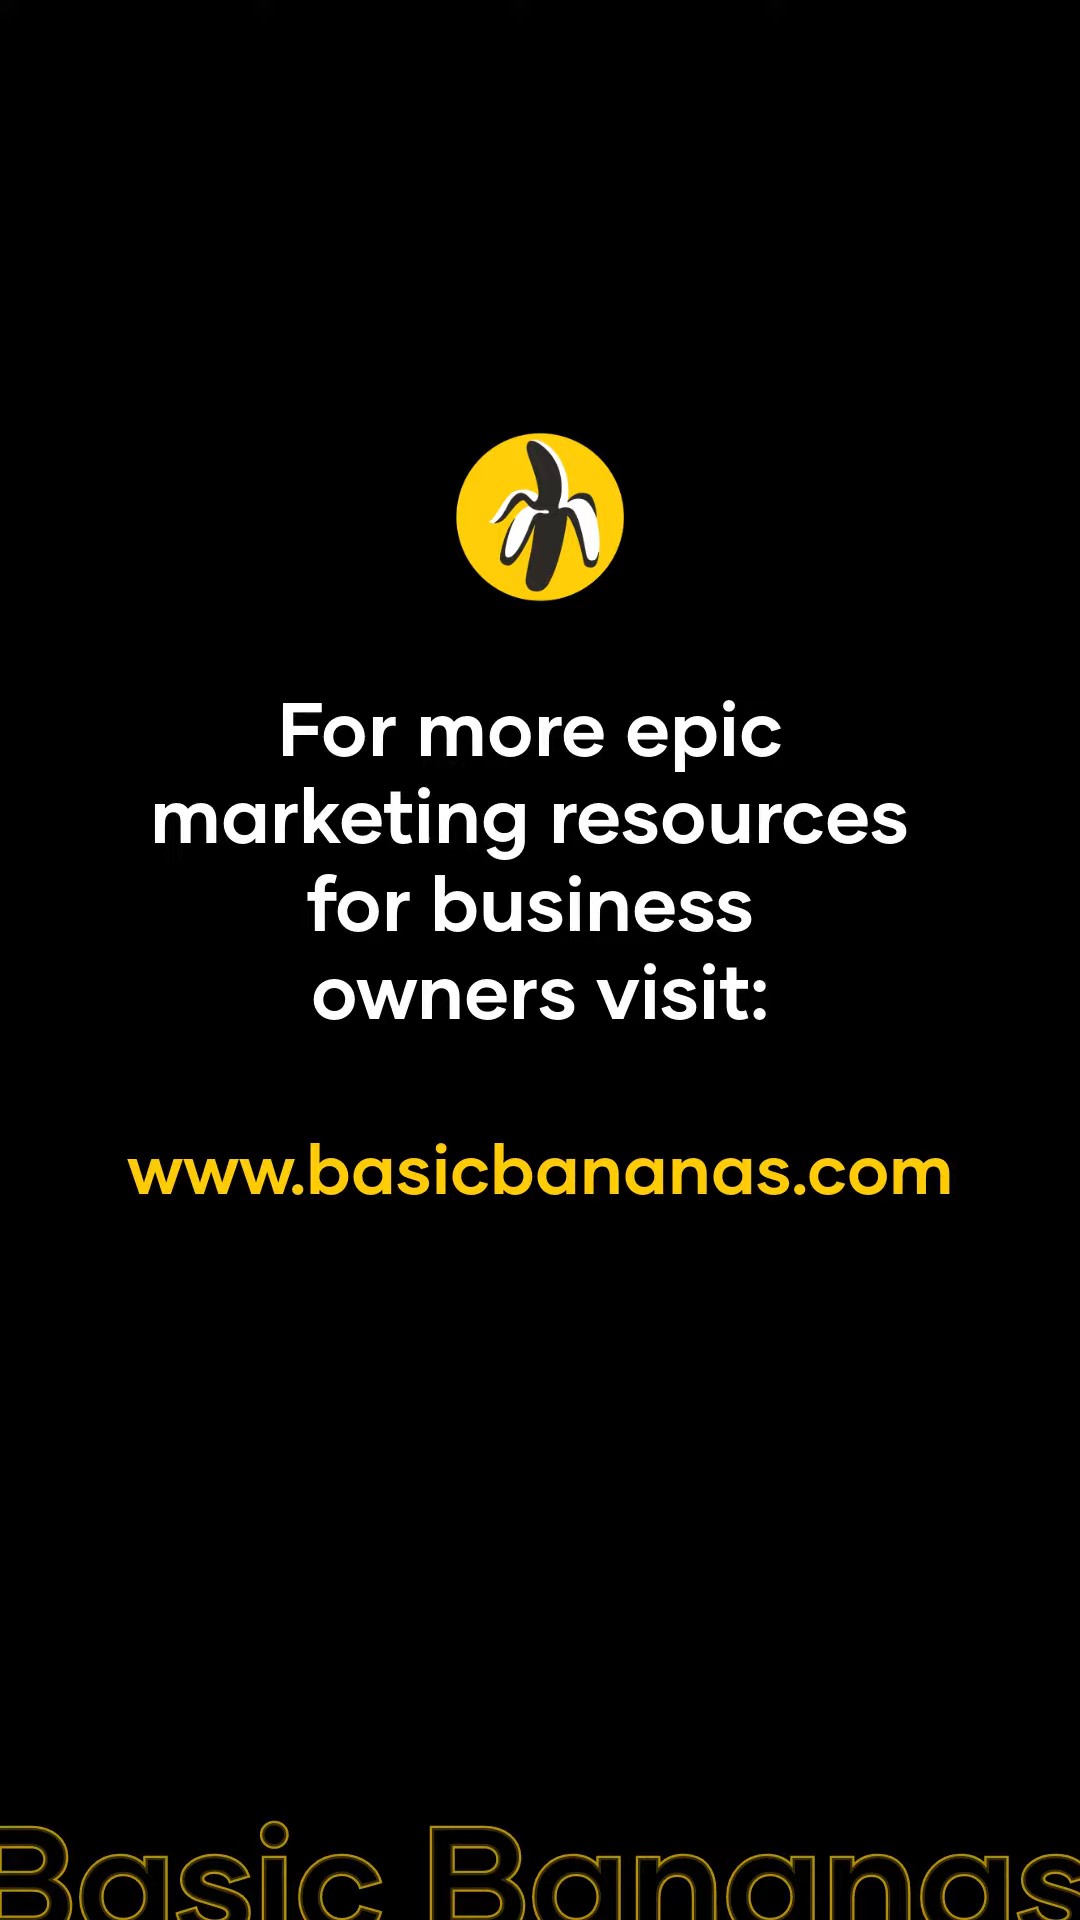 For more epic
marketing resources
for business
owners visit:
www.basicbananas.com
Basic Bananas